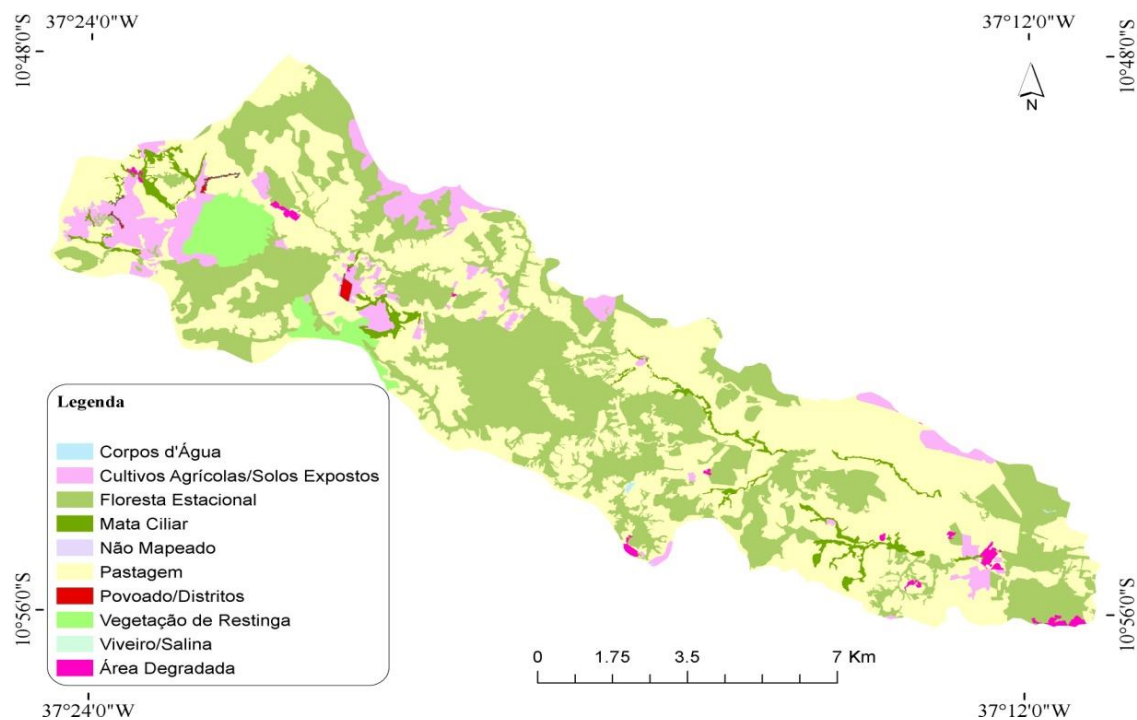 37°24'0"W
37°12'0"W
10°48'0"S
10°48'0"S
N
Legenda
Corpos d'Água
Cultivos Agrícolas/Solos Expostos
Floresta Estacional
Mata Ciliar
Não Mapeado
Pastagem
Povoado/Distritos
Vegetação de Restinga
Viveiro/Salina
Área Degradada
10°56'0"S
10°56'0"S
0 1.75 3.5 7 Km
37°24'0"W
37°12'0"W